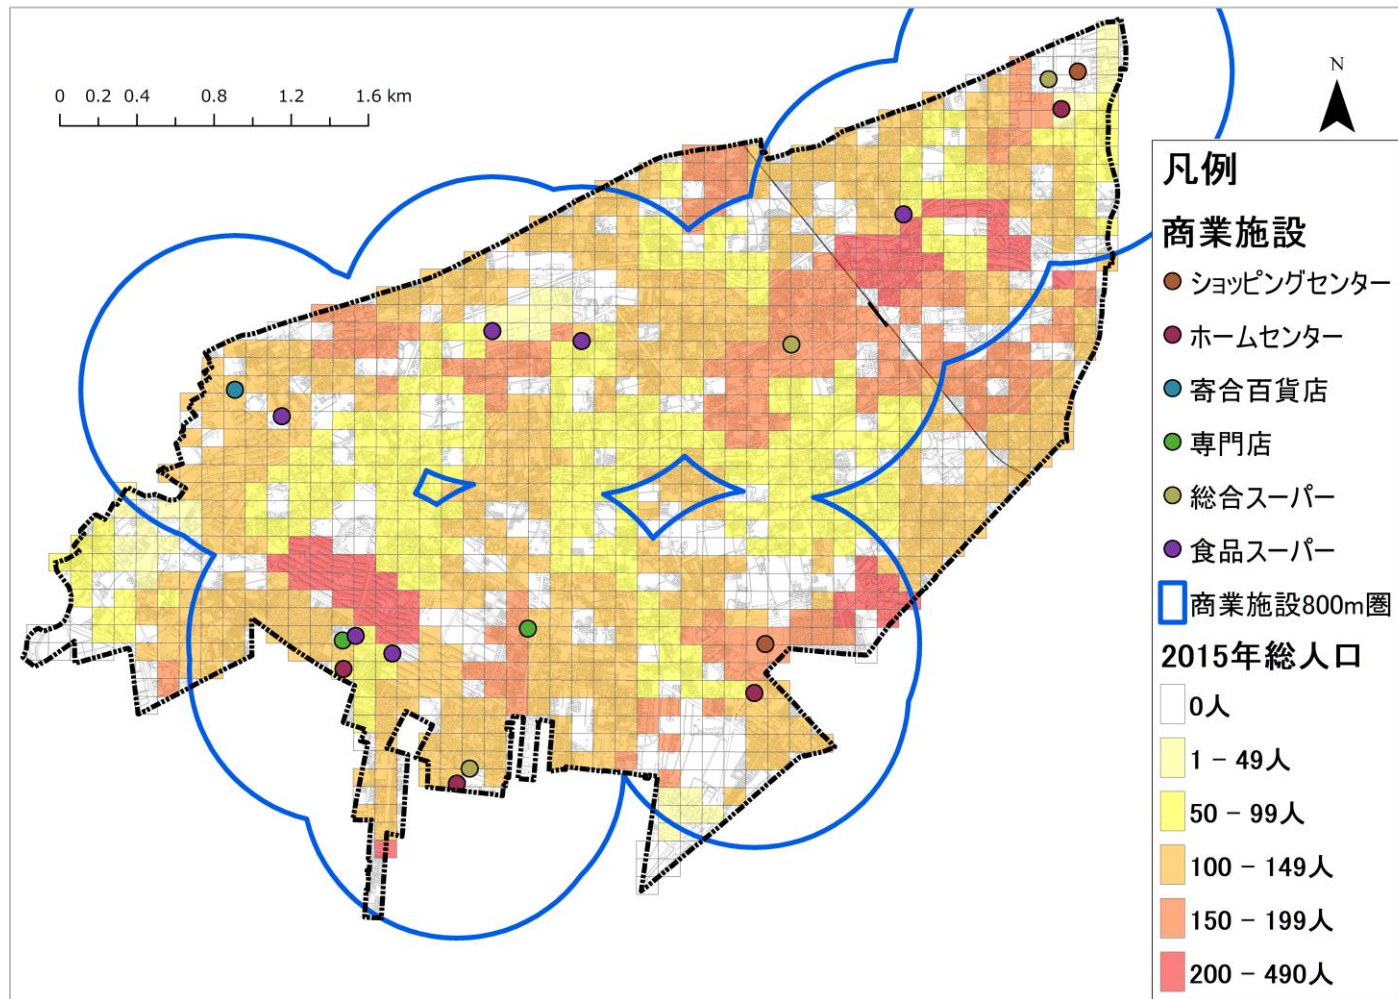 0 0.2 0.4 0.8 1.2 1.6 km
N
凡例
商業施設
ショッピングセンター
ホームセンター
寄合百貨店
専門店
総合スーパー
食品スーパー
商業施設800m圏
2015年総人口
0人
1 - 49人
50 - 99人
100 - 149人
150 - 199人
200 - 490人